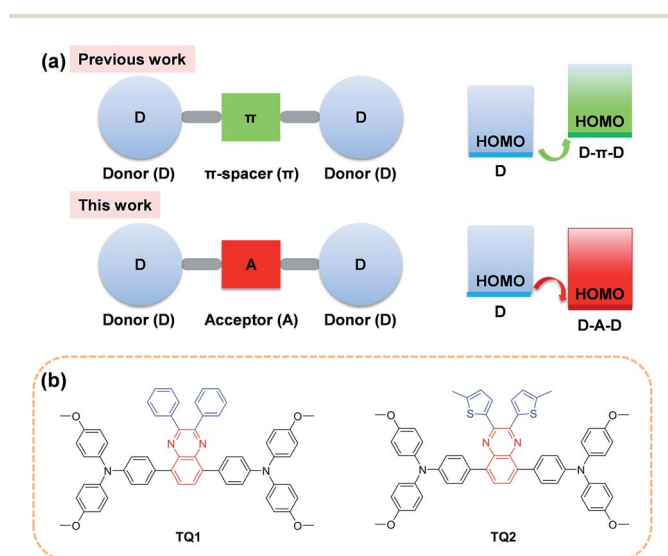 (a)
Previous work
D
π
D
HOMO
HOMO
Donor (D)
π-spacer (π)
Donor (D)
D
D-π-D
This work
D
A
D
HOMO
HOMO
Donor (D)
Acceptor (A)
Donor (D)
D
D-A-D
(b)
O
N
N
O
N
N
O
O
TQ1
S
S
O
N
N
O
N
N
O
O
TQ2